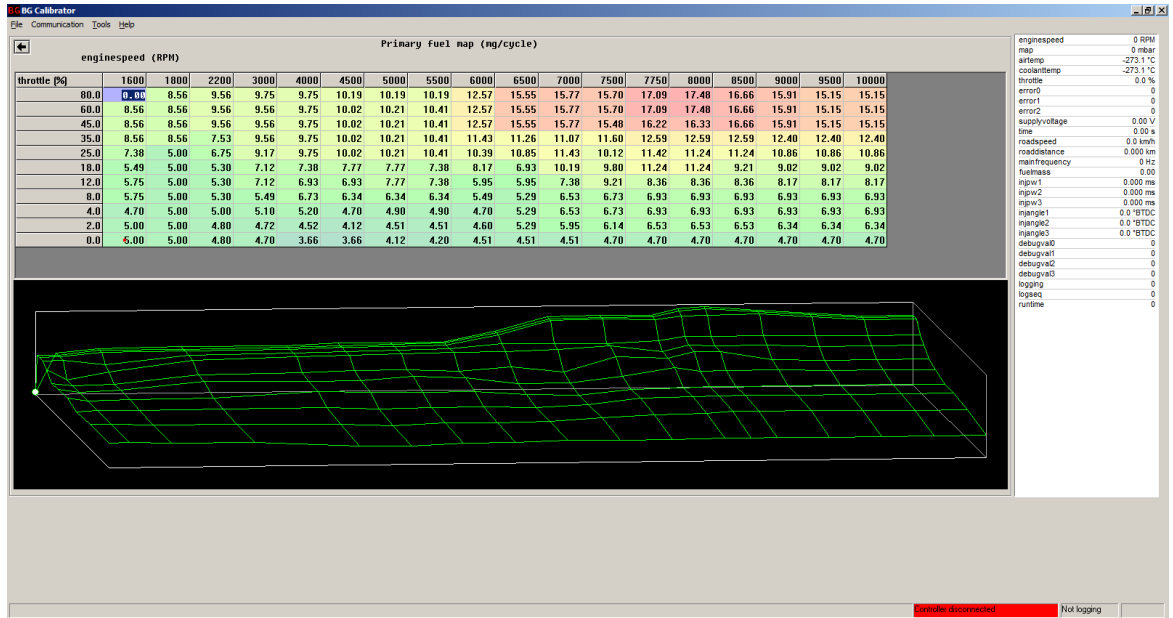 BG BG Calibrator
File Communication Tools Help
Primary fuel map (mg/cycle)
enginespeed (RPM)
throttle (%) 1600 1800 2200 3000 4000 4500 5000 5500 6000 6500 7000 7500 7750 8000 8500 9000 9500 10000
80.0 0.00 8.56 9.56 9.75 9.75 10.19 10.19 10.19 12.57 15.55 15.77 15.70 17.09 17.48 16.66 15.91 15.15 15.15
60.0 8.56 8.56 9.56 9.56 9.75 10.02 10.21 10.41 12.57 15.55 15.77 15.70 17.09 17.48 16.66 15.91 15.15 15.15
45.0 8.56 8.56 9.56 9.56 9.75 10.02 10.21 10.41 12.57 15.55 15.77 15.48 16.22 16.33 16.66 15.91 15.15 15.15
35.0 8.56 8.56 7.53 9.17 9.75 10.02 10.21 10.41 11.43 11.26 11.07 11.60 12.59 12.59 12.59 12.40 12.40 12.40
25.0 7.38 5.00 6.75 9.17 9.75 10.02 10.21 10.41 10.39 10.85 11.43 10.12 11.42 11.24 11.24 10.86 10.86 10.86
18.0 5.49 5.00 5.30 7.12 7.38 7.77 7.77 7.38 8.17 6.93 10.19 9.80 11.24 11.24 9.21 9.02 9.02 9.02
12.0 5.75 5.00 5.30 7.12 6.93 6.93 7.77 7.38 5.95 5.95 7.38 9.21 8.36 8.36 8.36 8.17 8.17 8.17
8.0 5.75 5.00 5.30 5.49 6.73 6.34 6.34 6.34 5.49 5.29 6.53 6.73 6.93 6.93 6.93 6.93 6.93 6.93
4.0 4.70 5.00 5.00 5.10 5.20 4.70 4.90 4.90 4.70 5.29 6.53 6.73 6.93 6.93 6.93 6.93 6.93 6.93
2.0 5.00 5.00 4.80 4.72 4.52 4.12 4.51 4.51 4.60 5.29 5.95 6.14 6.53 6.53 6.53 6.34 6.34 6.34
0.0 6.00 5.00 4.80 4.70 3.66 3.66 4.12 4.20 4.51 4.51 4.51 4.70 4.70 4.70 4.70 4.70 4.70 4.70
enginespeed 0 RPM
map 0 mbar
airtemp -273.1 °C
coolanttemp -273.1 °C
throttle 0.0 %
error0 0
error1 0
error2 0
supplyvoltage 0.00 V
time 0.00 s
roadspeed 0.0 km/h
roaddistance 0.000 km
mainfrequency 0 Hz
fuelmass 0.00
injpw1 0.000 ms
injpw2 0.000 ms
injpw3 0.000 ms
injangle1 0.0 °BTDC
injangle2 0.0 °BTDC
injangle3 0.0 °BTDC
debugval0 0
debugval1 0
debugval2 0
debugval3 0
logging 0
logseq 0
runtime 0
Controller disconnected Not logging